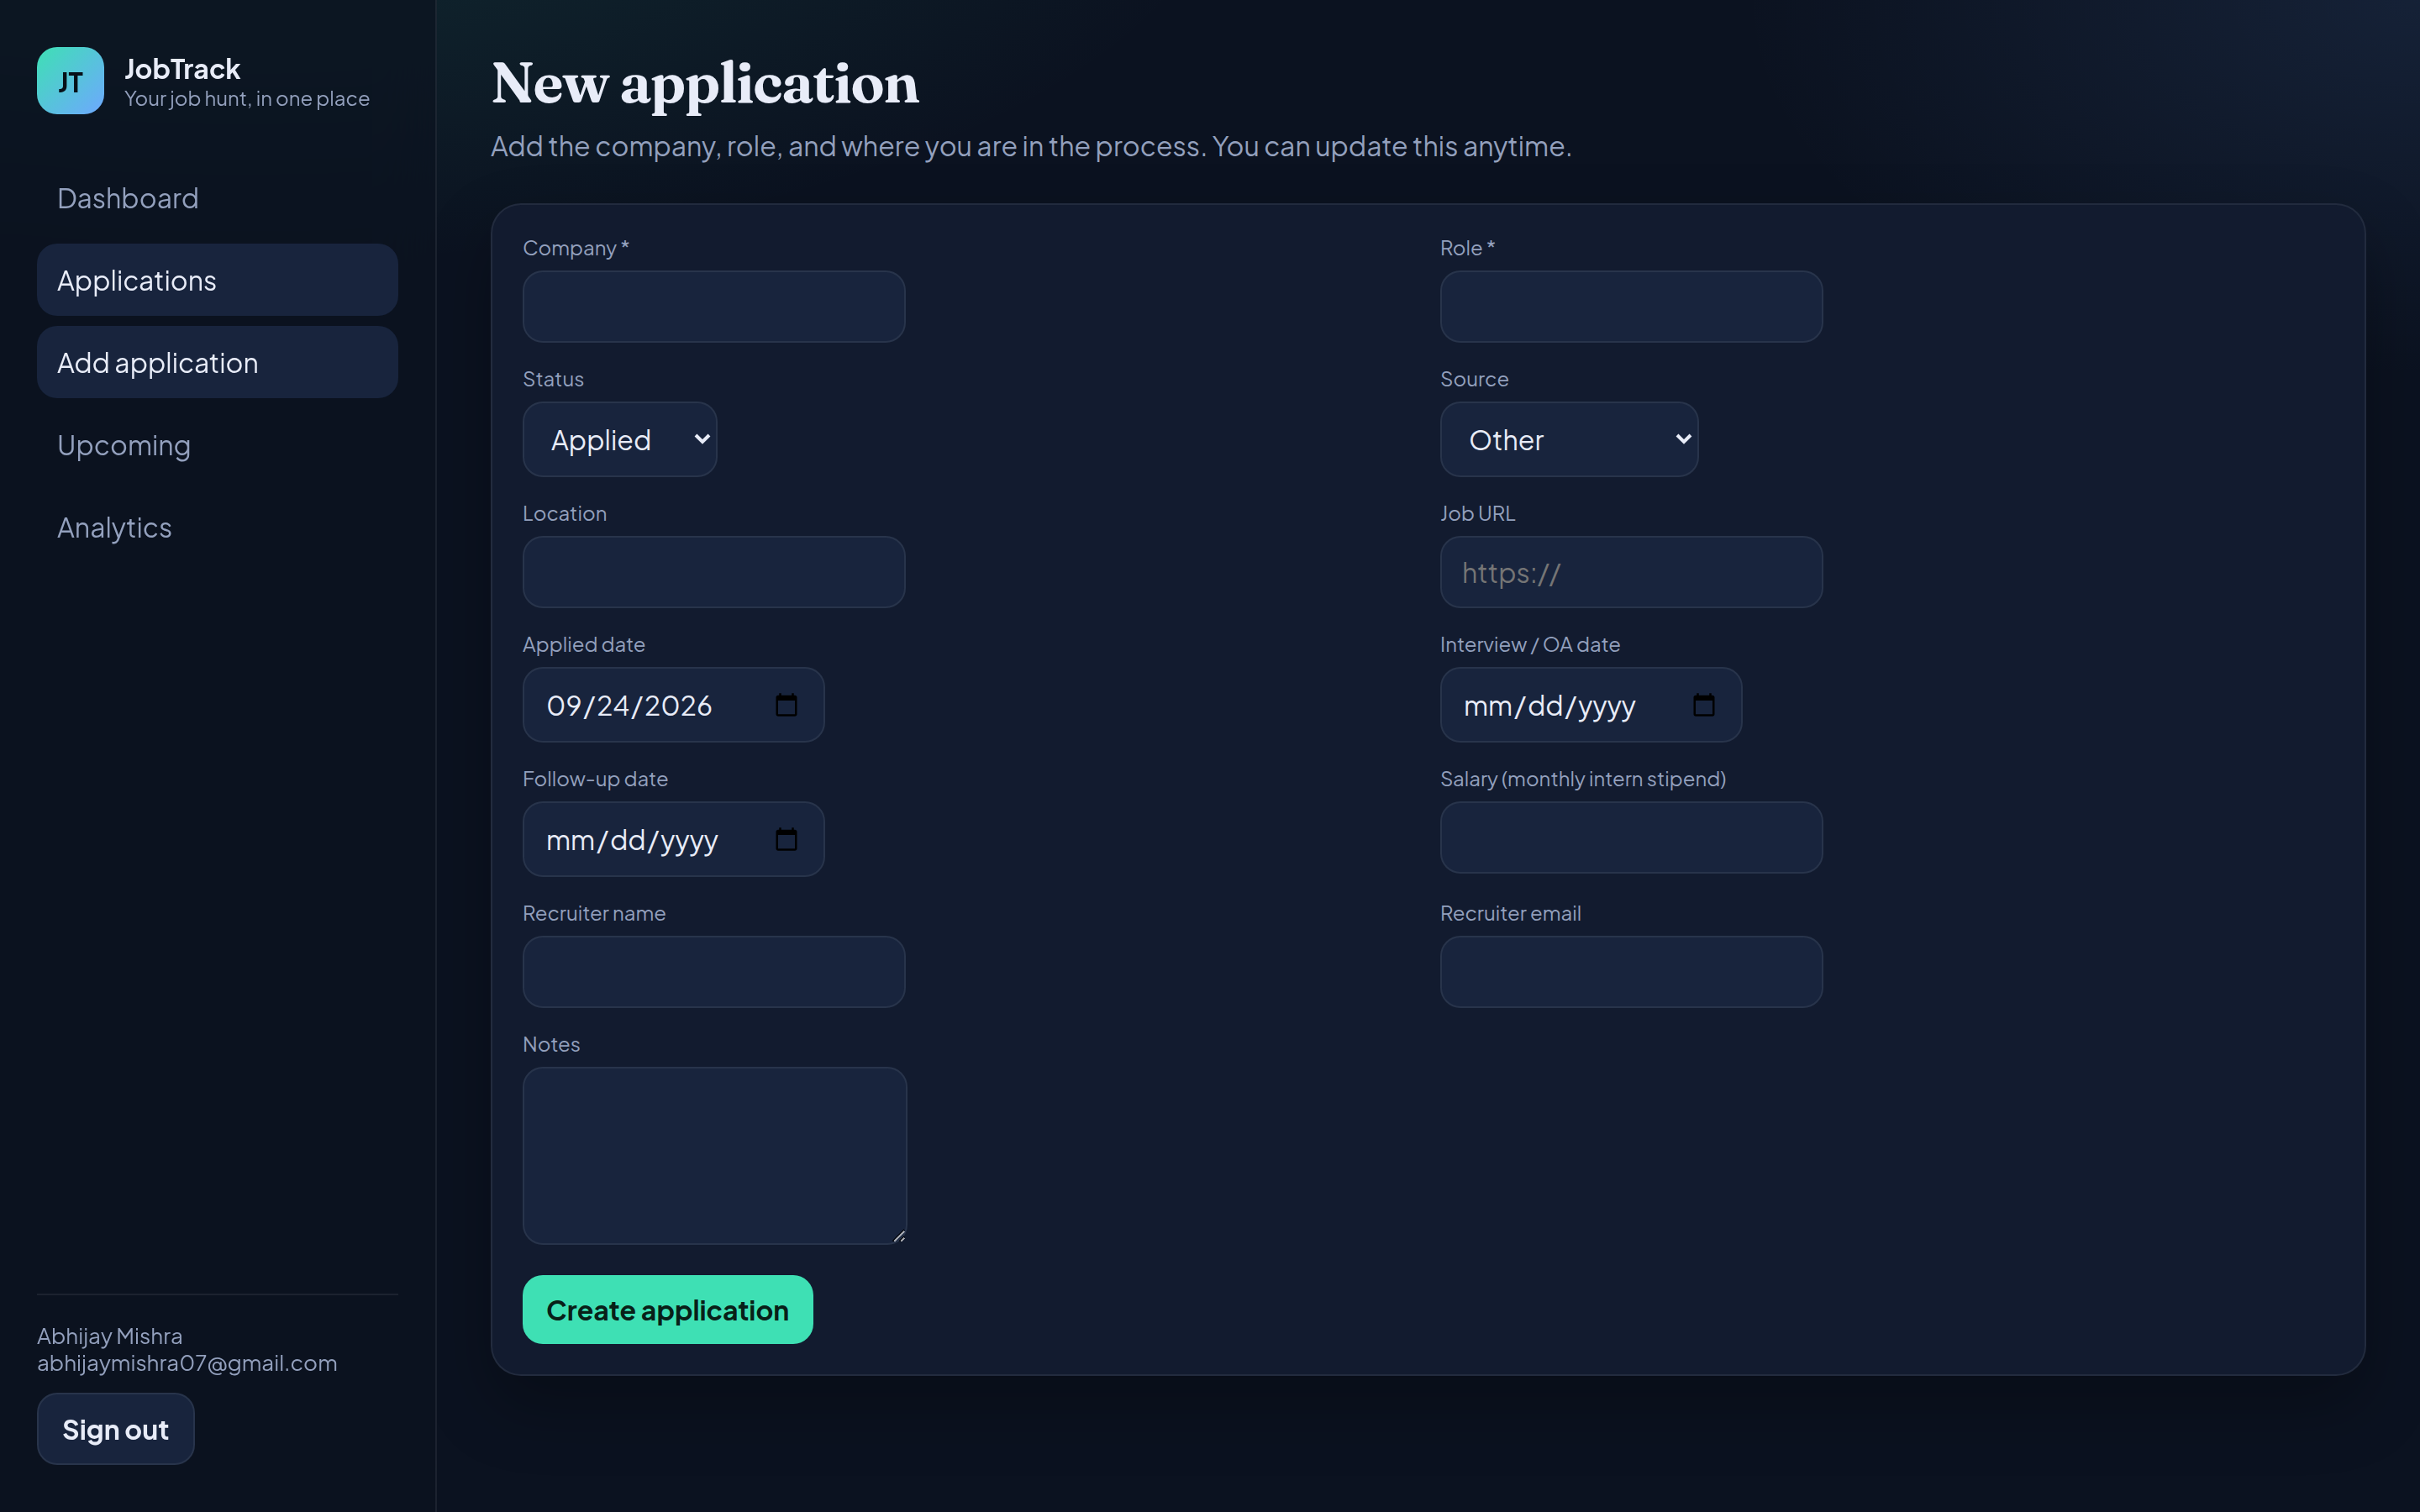 JT
JobTrack
Your job hunt, in one place
Dashboard
Applications
Add application
Upcoming
Analytics
Abhijay Mishra
abhijaymishra07@gmail.com
Sign out
New application
Add the company, role, and where you are in the process. You can update this anytime.
Company *
Role *
Status
Source
Applied
Other
Location
Job URL
https://
Applied date
Interview / OA date
09/24/2026
mm/dd/yyyy
Follow-up date
Salary (monthly intern stipend)
mm/dd/yyyy
Recruiter name
Recruiter email
Notes
Create application